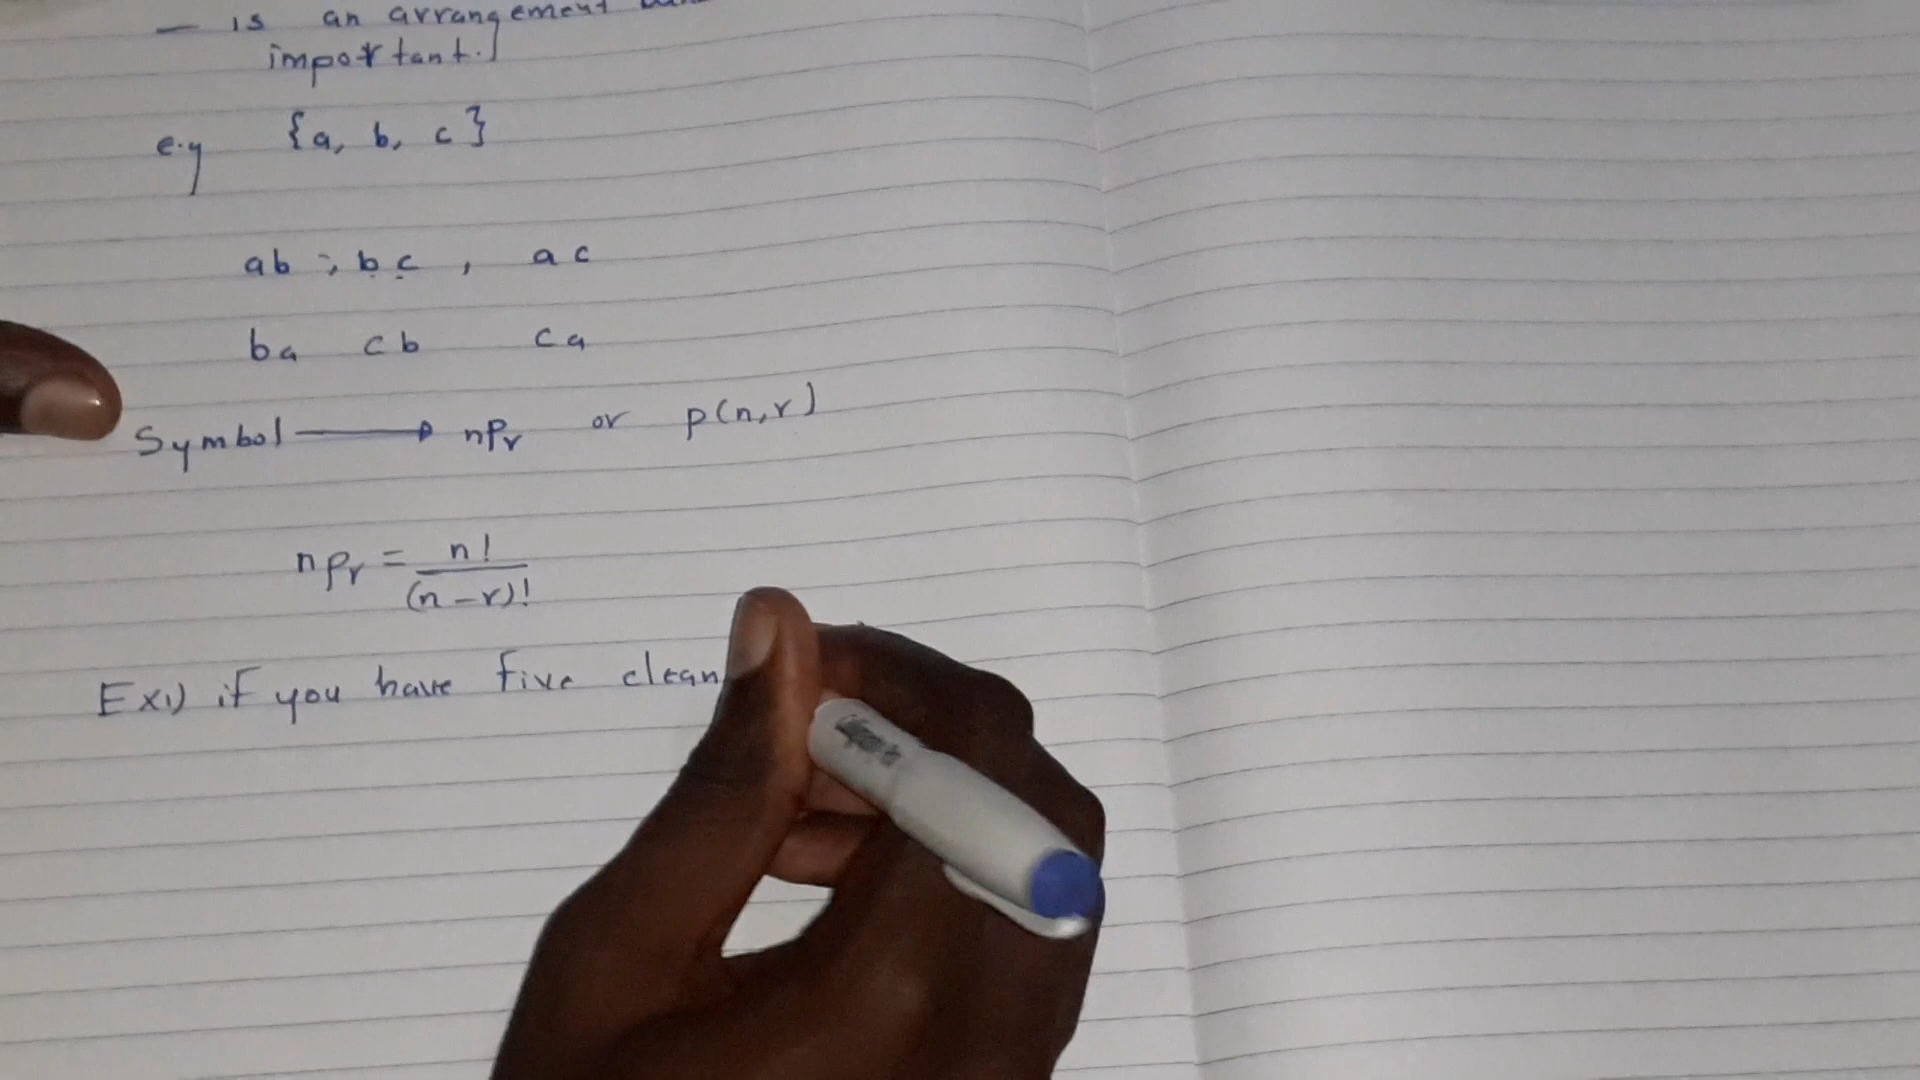 — is an arrangement
important.
e.g {a, b, c}
ab , bc , ac
ba cb ca
Symbol → nPr or p(n,r)
nPr = n! / (n-r)!
Ex1) if you have five clean